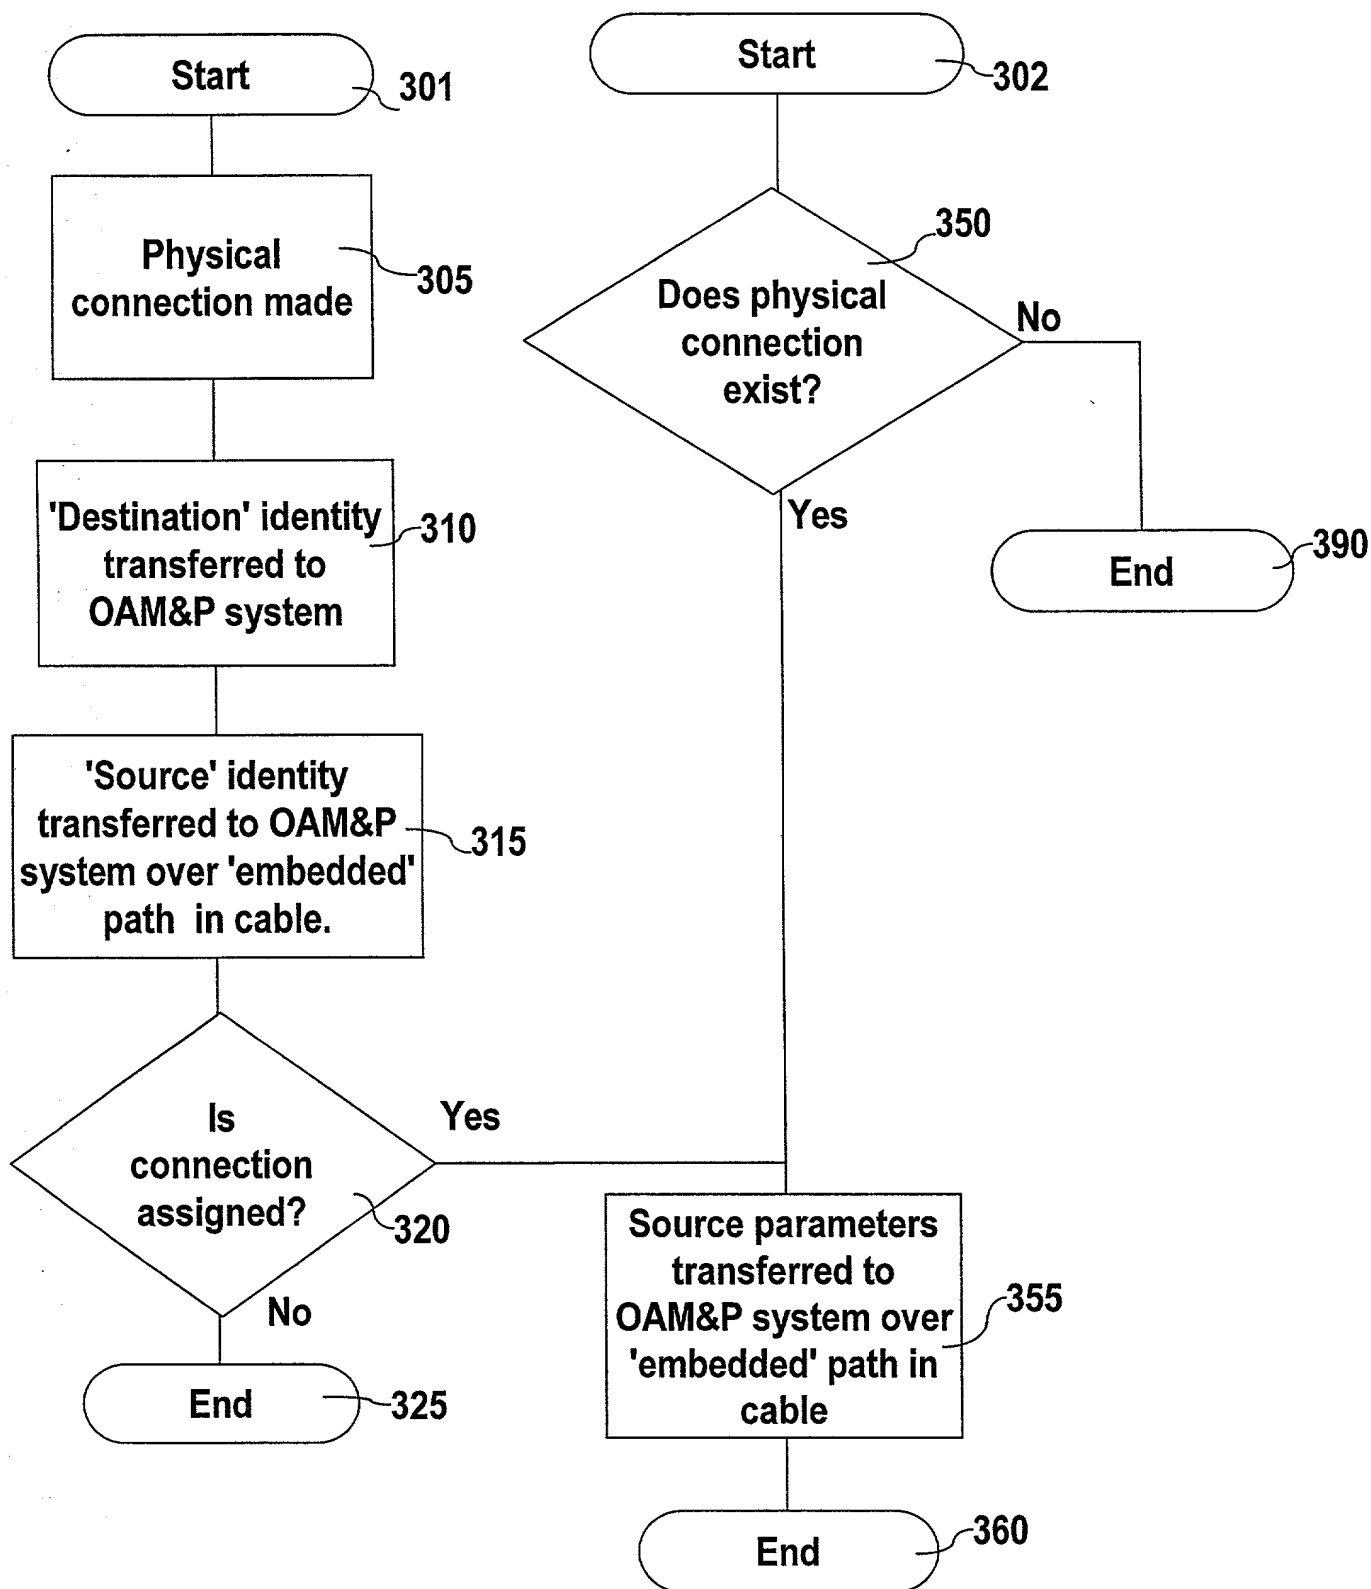 Start
301
Physical
connection made
305
'Destination' identity
transferred to
OAM&P system
310
'Source' identity
transferred to OAM&P
system over 'embedded'
path in cable.
315
Is
connection
assigned?
320
Yes
No
End
325
Start
302
Does physical
connection
exist?
350
No
Yes
End
390
Source parameters
transferred to
OAM&P system over
'embedded' path in
cable
355
End
360